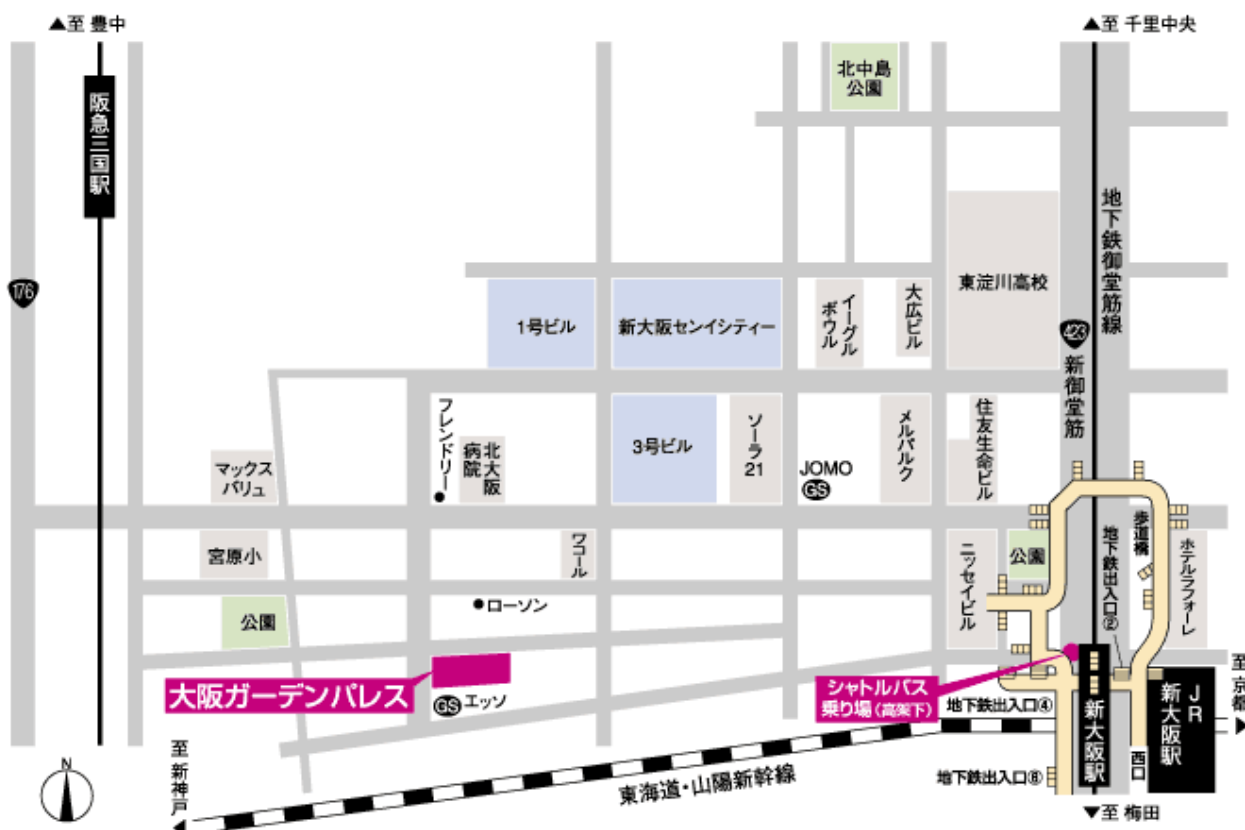 ▲至 豊中
▲至 千里中央
北中島
公園
阪急三国駅
地下鉄御堂筋線
176
1号ビル
新大阪センイシティー
イーグル
ボウル
大広ビル
東淀川高校
423
新御堂筋
フレンドリー
北大阪
病院
3号ビル
ソーラ
21
JOMO
GS
メルパルク
住友生命ビル
マックス
バリュ
宮原小
ワコール
ニッセイビル
公園
地下鉄出入口②
歩道橋
ホテルラフォーレ
公園
ローソン
大阪ガーデンパレス
GS エッソ
シャトルバス
乗り場(高架下)
地下鉄出入口④
新大阪駅
JR
新大阪駅
至 京都
西口
地下鉄出入口⑥
至 新神戸
東海道・山陽新幹線
N
▼至 梅田